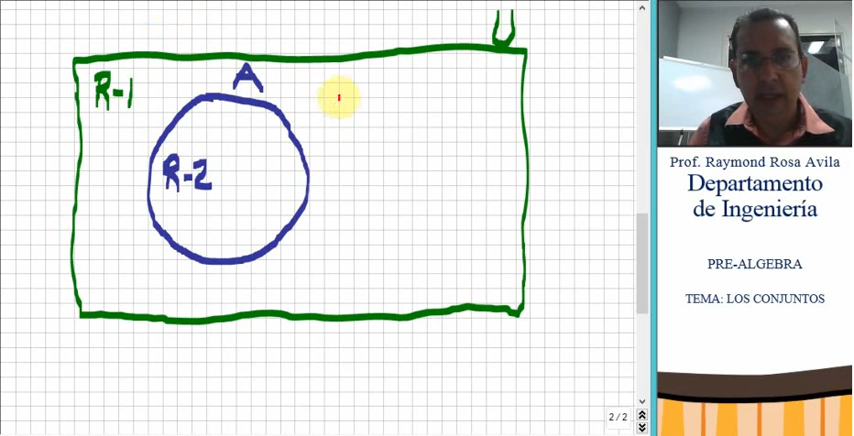 U
A
R-1
R-2
Prof. Raymond Rosa Avila
Departamento
de Ingeniería
PRE-ALGEBRA
TEMA: LOS CONJUNTOS
2/2